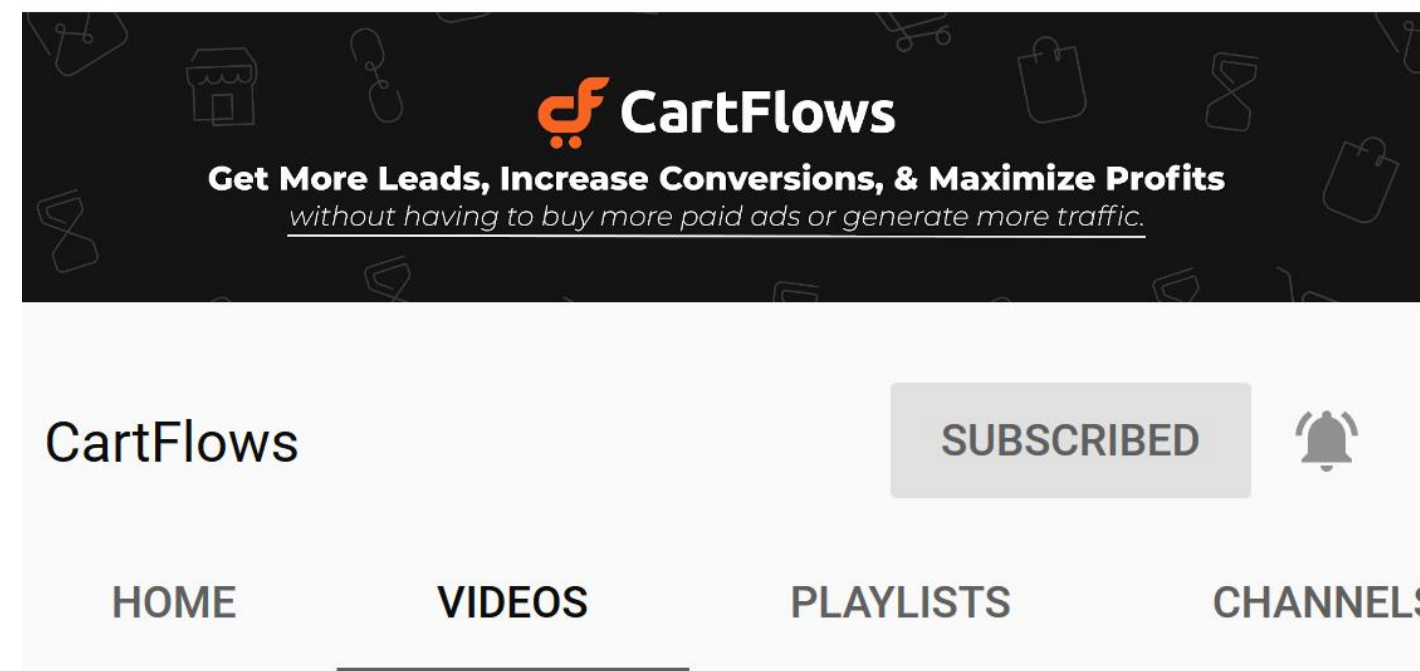 CartFlows
Get More Leads, Increase Conversions, & Maximize Profits
without having to buy more paid ads or generate more traffic.
CartFlows
SUBSCRIBED
HOME VIDEOS PLAYLISTS CHANNELS